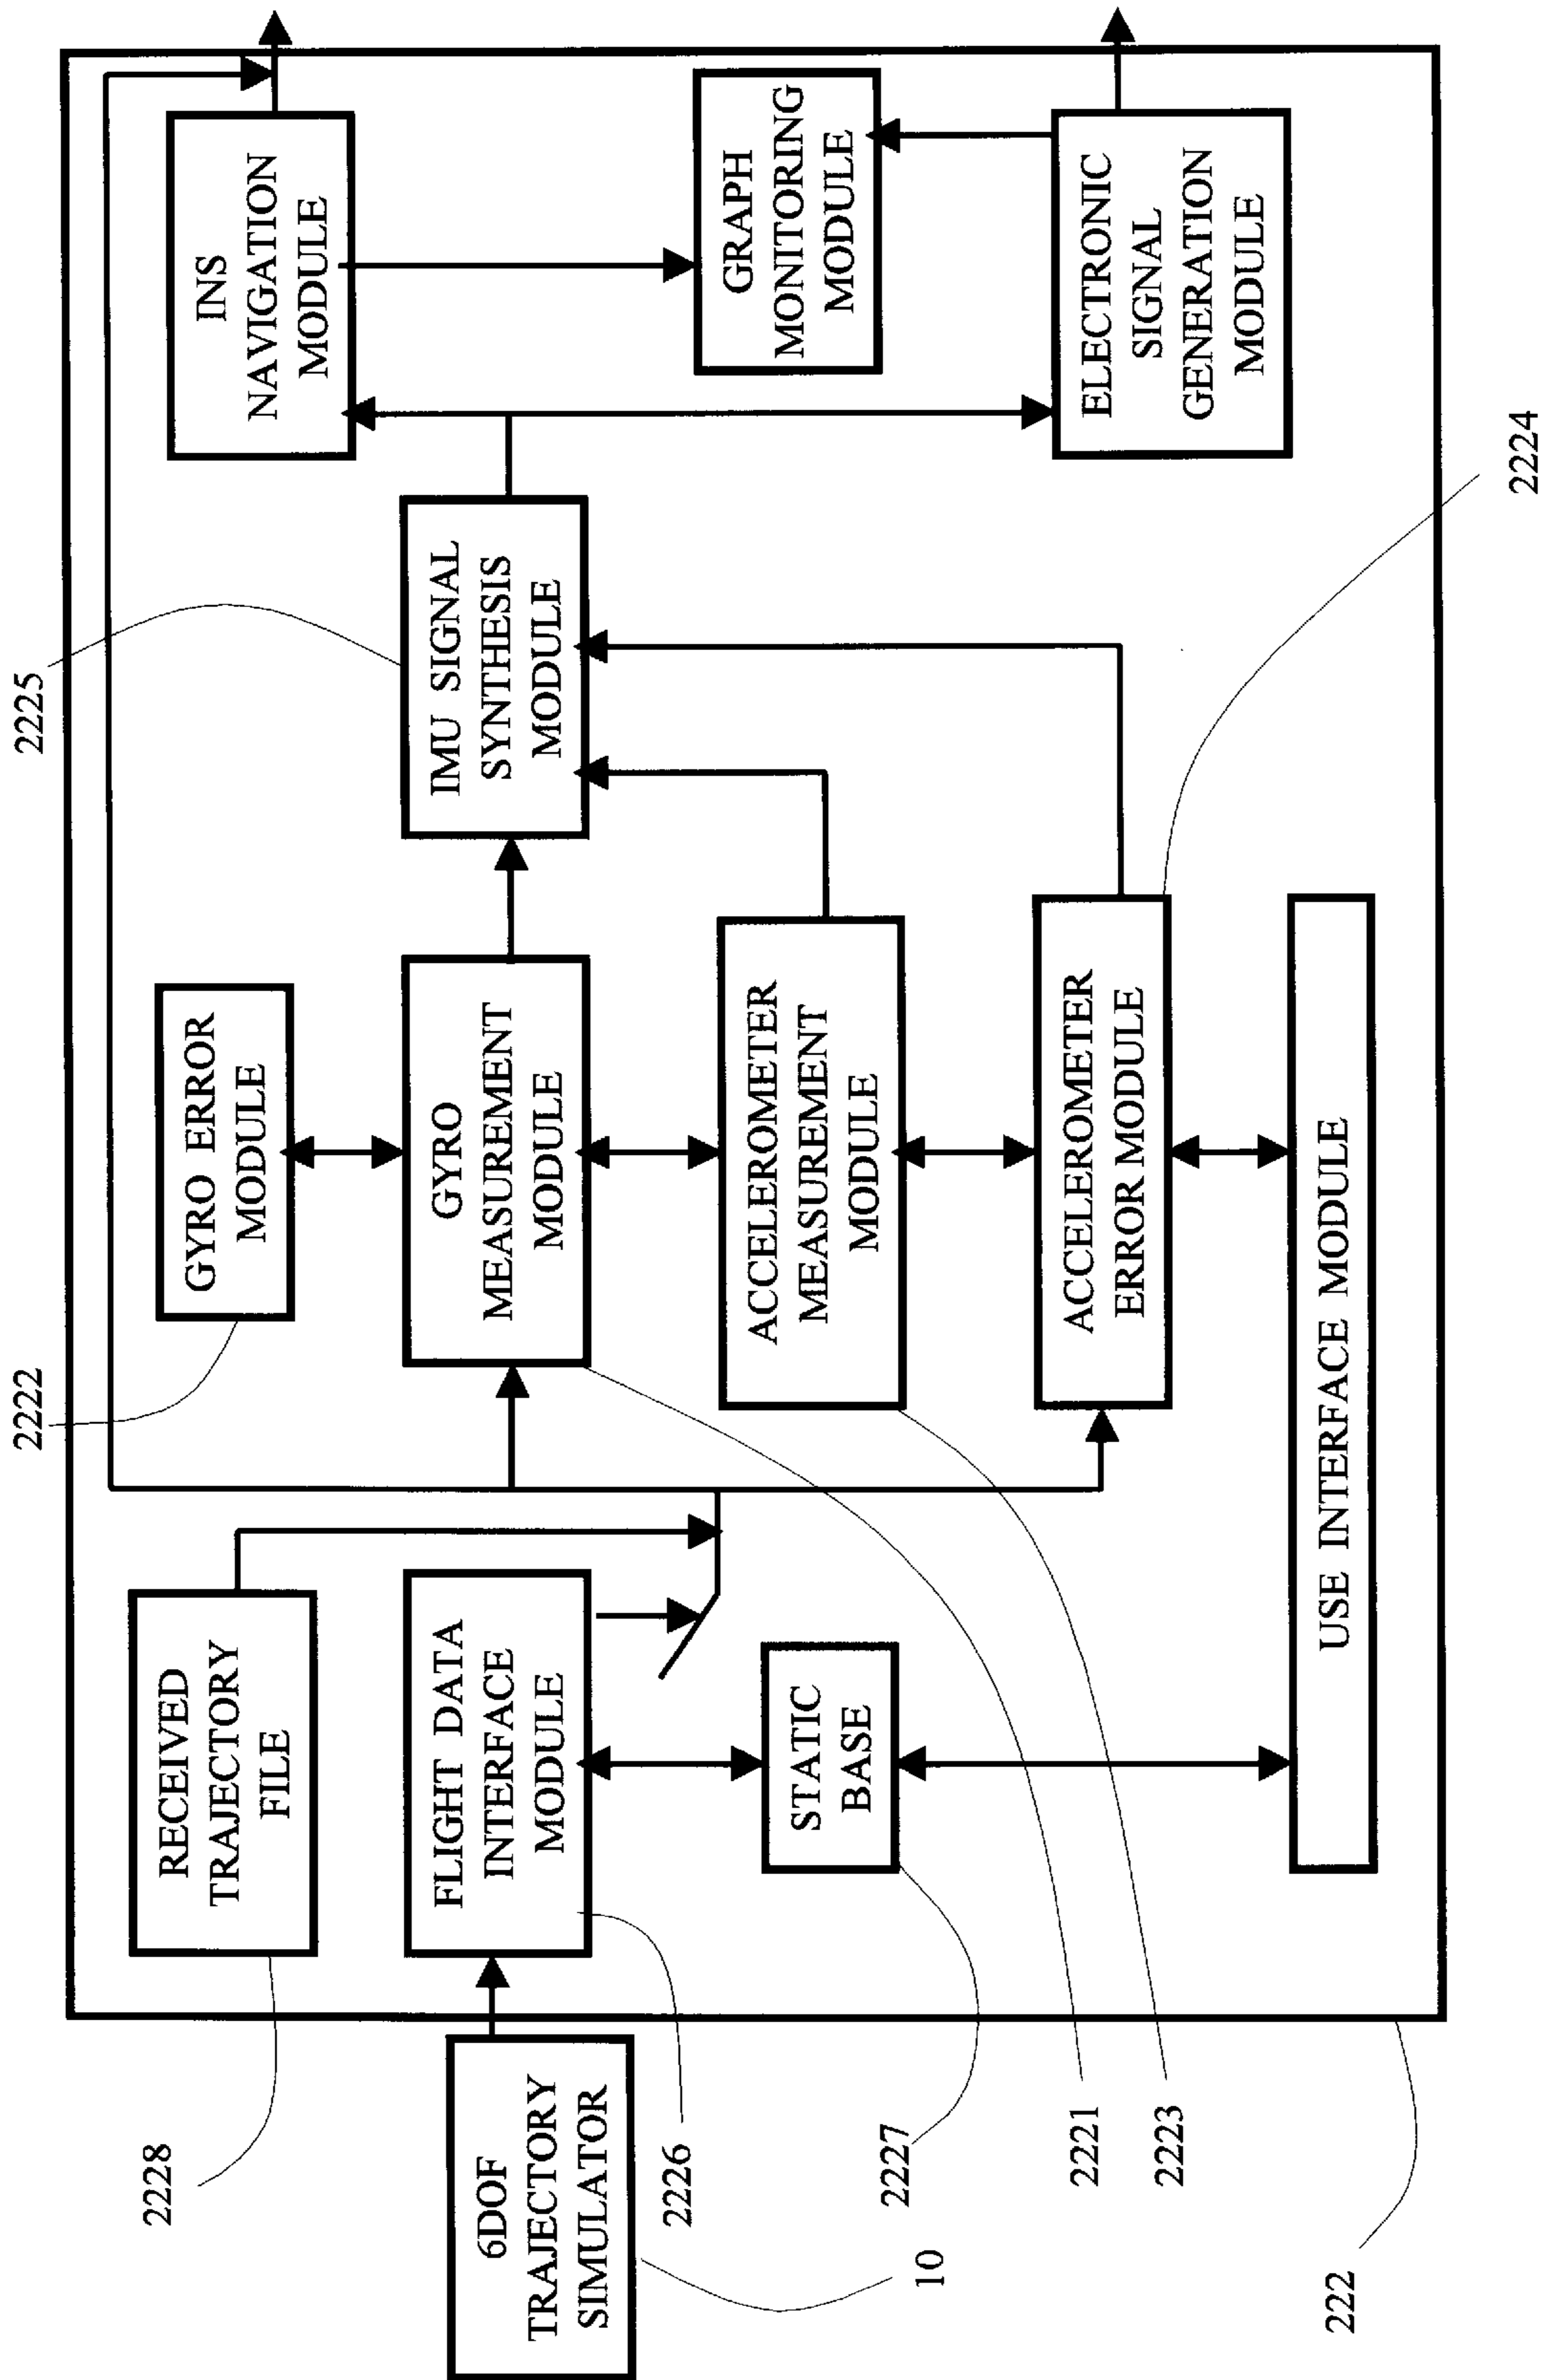 2228
RECEIVED
TRAJECTORY
FILE
6DOF
TRAJECTORY
SIMULATOR
10
FLIGHT DATA
INTERFACE
MODULE
2226
STATIC
BASE
2227
2222
GYRO ERROR
MODULE
GYRO
MEASUREMENT
MODULE
2221
ACCELEROMETER
MEASUREMENT
MODULE
2223
ACCELEROMETER
ERROR MODULE
2224
USE INTERFACE MODULE
2225
IMU SIGNAL
SYNTHESIS
MODULE
INS
NAVIGATION
MODULE
GRAPH
MONITORING
MODULE
ELECTRONIC
SIGNAL
GENERATION
MODULE
222